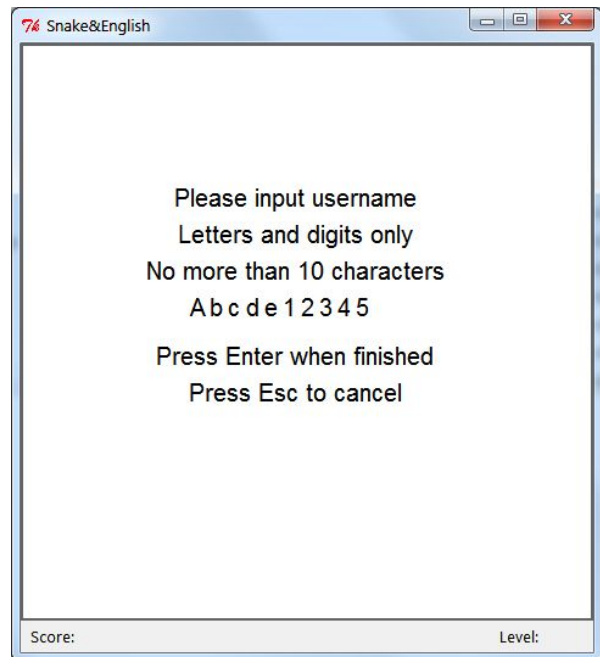 Snake&English
Please input username
Letters and digits only
No more than 10 characters
A b c d e 1 2 3 4 5
Press Enter when finished
Press Esc to cancel
Score: Level: